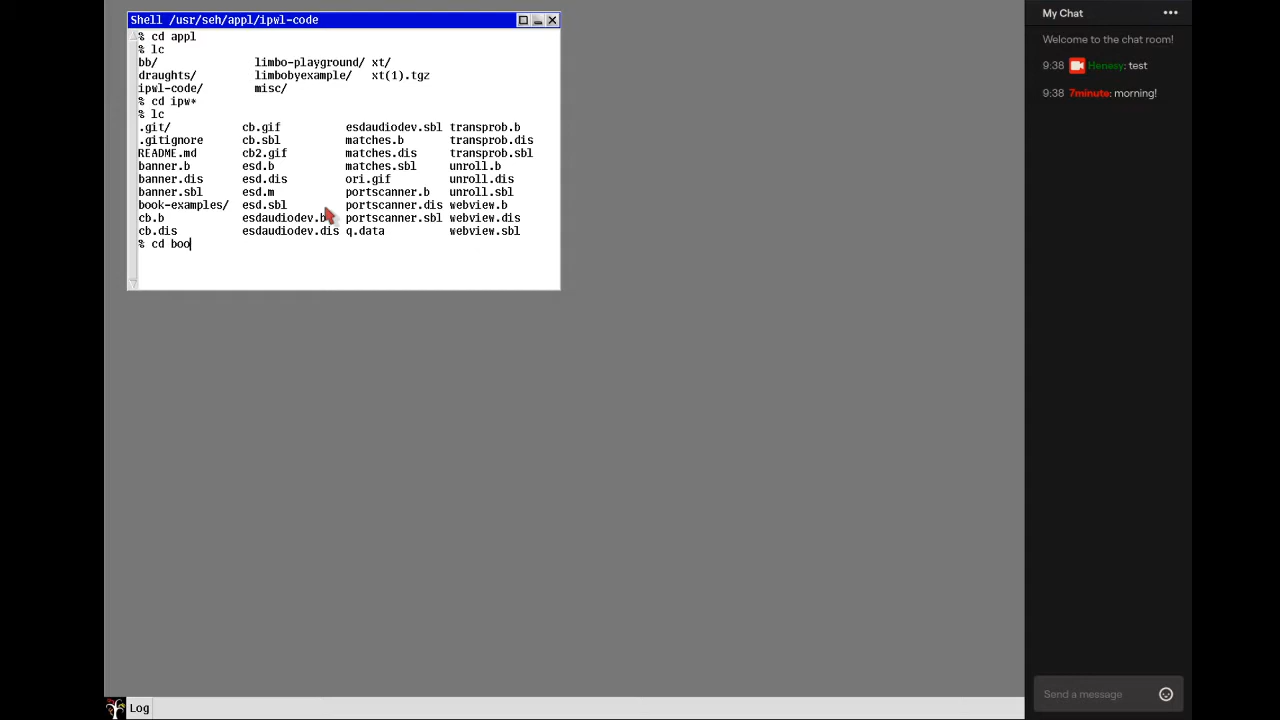 Shell /usr/seh/appl/ipwl-code
% cd appl
% lc
bb/ limbo-playground/ xt/
draughts/ limbobyexample/ xt(1).tgz
ipwl-code/ misc/
% cd ipw*
% lc
.git/ cb.gif esdaudiodev.sbl transprob.b
.gitignore cb.sbl matches.b transprob.dis
README.md cb2.gif matches.dis transprob.sbl
banner.b esd.b matches.sbl unroll.b
banner.dis esd.dis ori.gif unroll.dis
banner.sbl esd.m portscanner.b unroll.sbl
book-examples/ esd.sbl portscanner.dis webview.b
cb.b esdaudiodev.b portscanner.sbl webview.dis
cb.dis esdaudiodev.dis q.data webview.sbl
% cd boo
Log
My Chat
Welcome to the chat room!
9:38 Henesy: test
9:38 7minute: morning!
Send a message